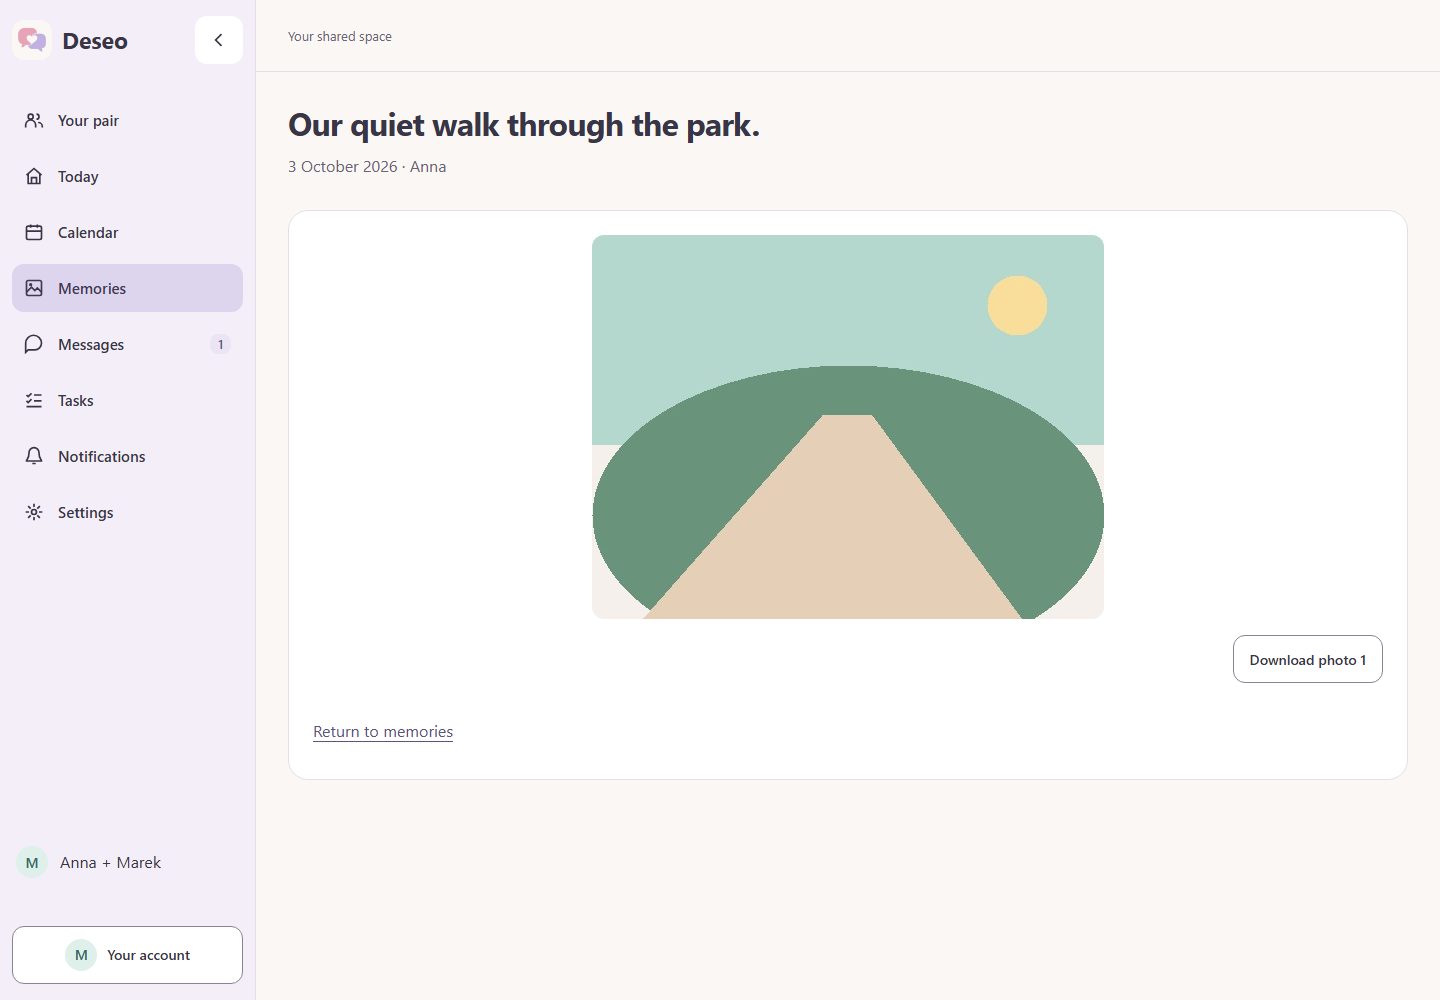 Deseo
Your pair
Today
Calendar
Memories
Messages 1
Tasks
Notifications
Settings
M Anna + Marek
M Your account
Your shared space
Our quiet walk through the park.
3 October 2026 · Anna
Download photo 1
Return to memories